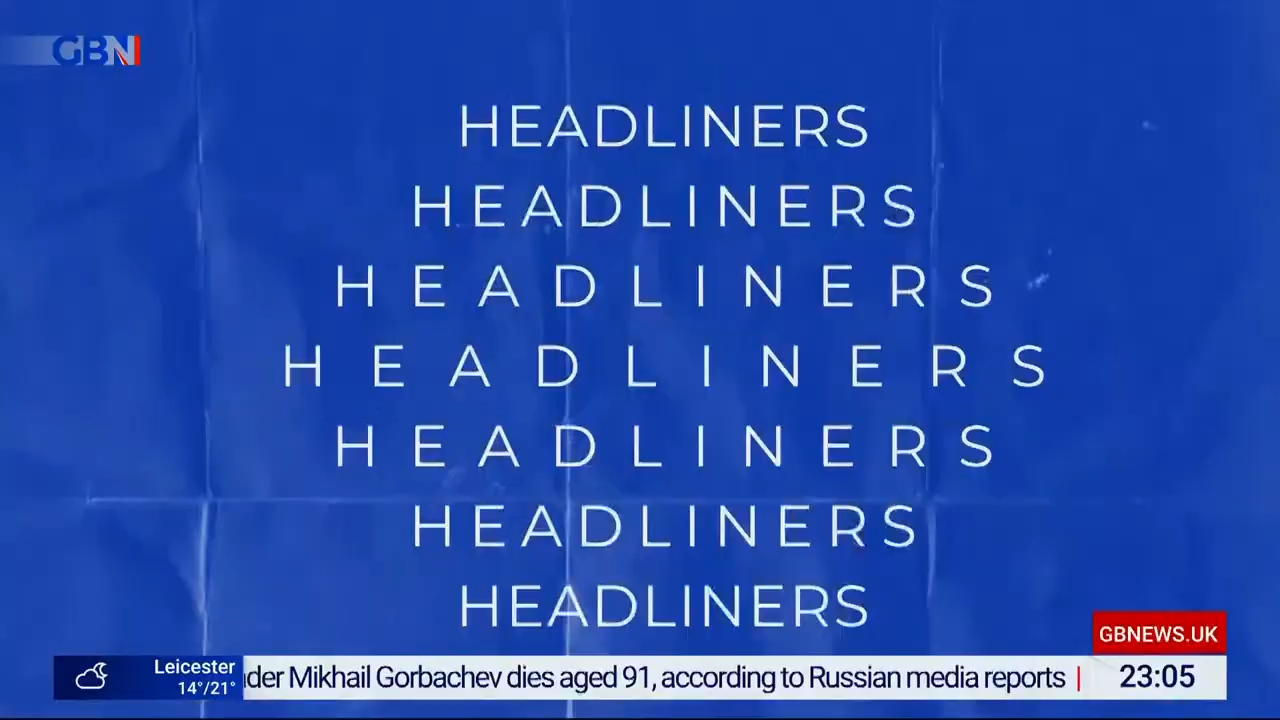 GBN
HEADLINERS
HEADLINERS
HEADLINERS
HEADLINERS
HEADLINERS
HEADLINERS
HEADLINERS
GBNEWS.UK
Leicester
14°/21°
der Mikhail Gorbachev dies aged 91, according to Russian media reports |
23:05